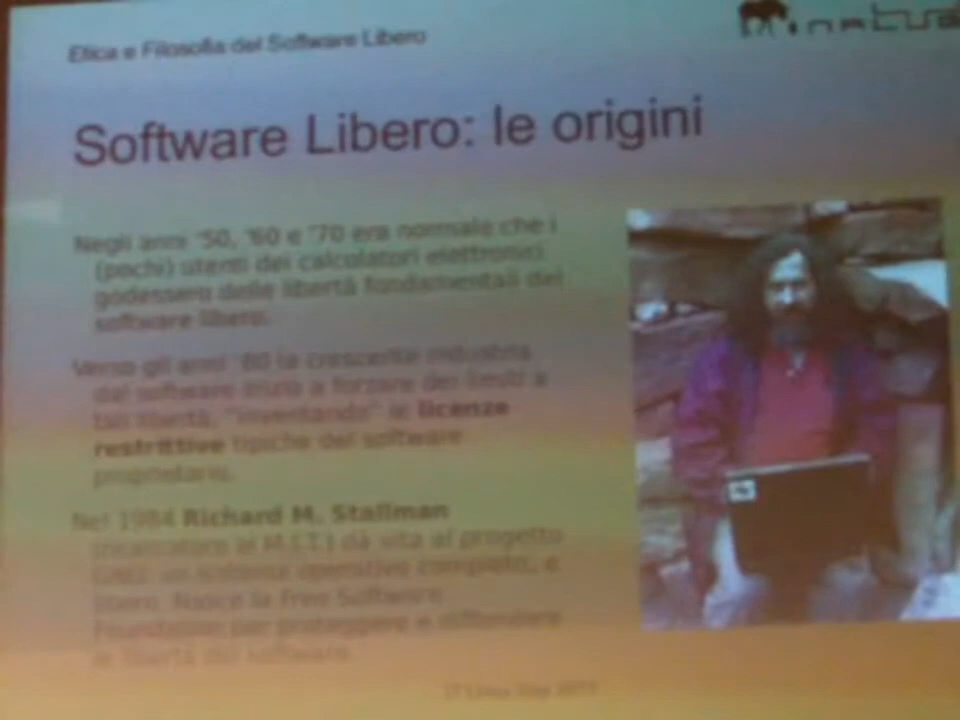 Etica e Filosofia del Software Libero
Software Libero: le origini
Negli anni '50, '60 e '70 era normale che i
(pochi) utenti dei calcolatori elettronici
godessero delle libertà fondamentali del
software libero.
Verso gli anni '80 la crescente industria
del software iniziò a forzare dei limiti a
tali libertà, "inventando" le licenze
restrittive tipiche del software
proprietario.
Nel 1984 Richard M. Stallman
(ricercatore al M.I.T.) dà vita al progetto
GNU: un sistema operativo completo, e
libero. Nasce la Free Software
Foundation per proteggere e diffondere
le libertà del software.